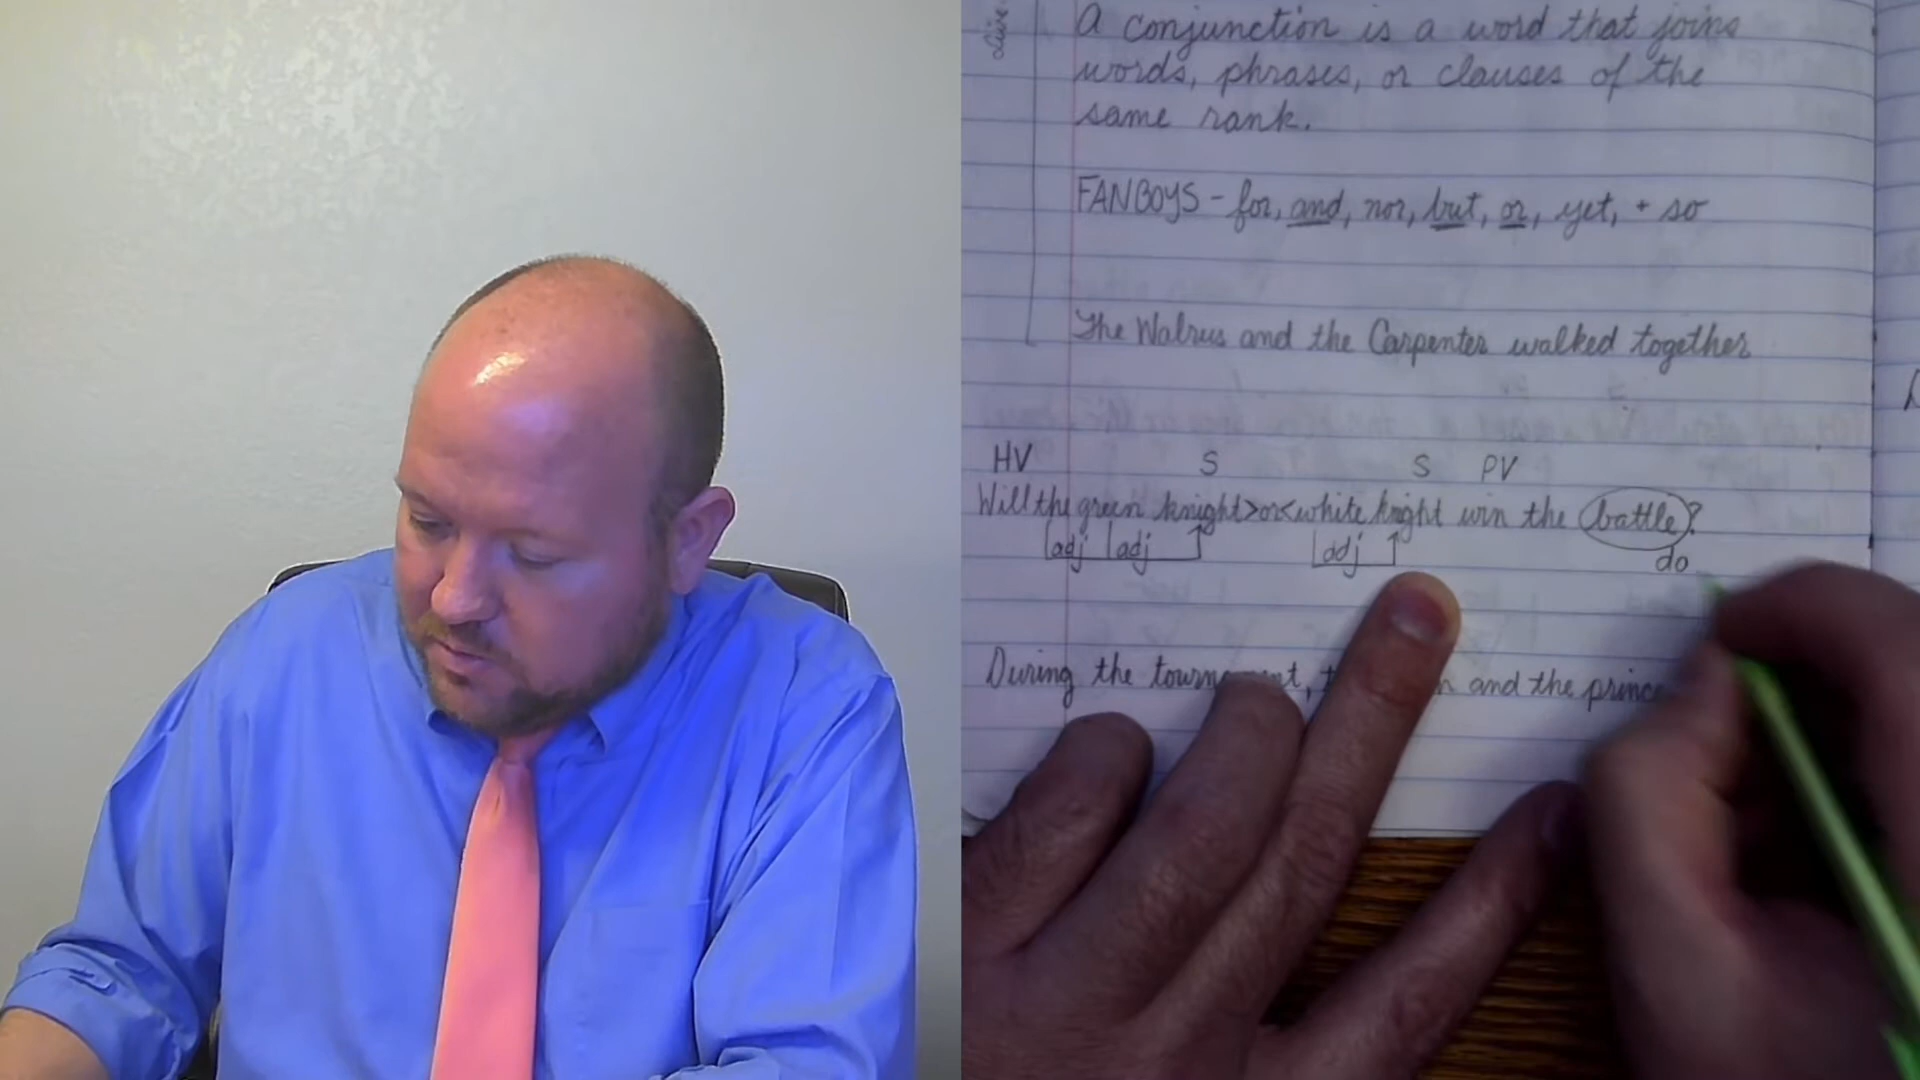 A conjunction is a word that joins
words, phrases, or clauses of the
same rank.
FANBOYS - for, and, nor, but, or, yet, + so
The Walrus and the Carpenter walked together
HV S S PV
Will the green knight>or<white knight win the battle?
adj adj adj do
During the and the prince